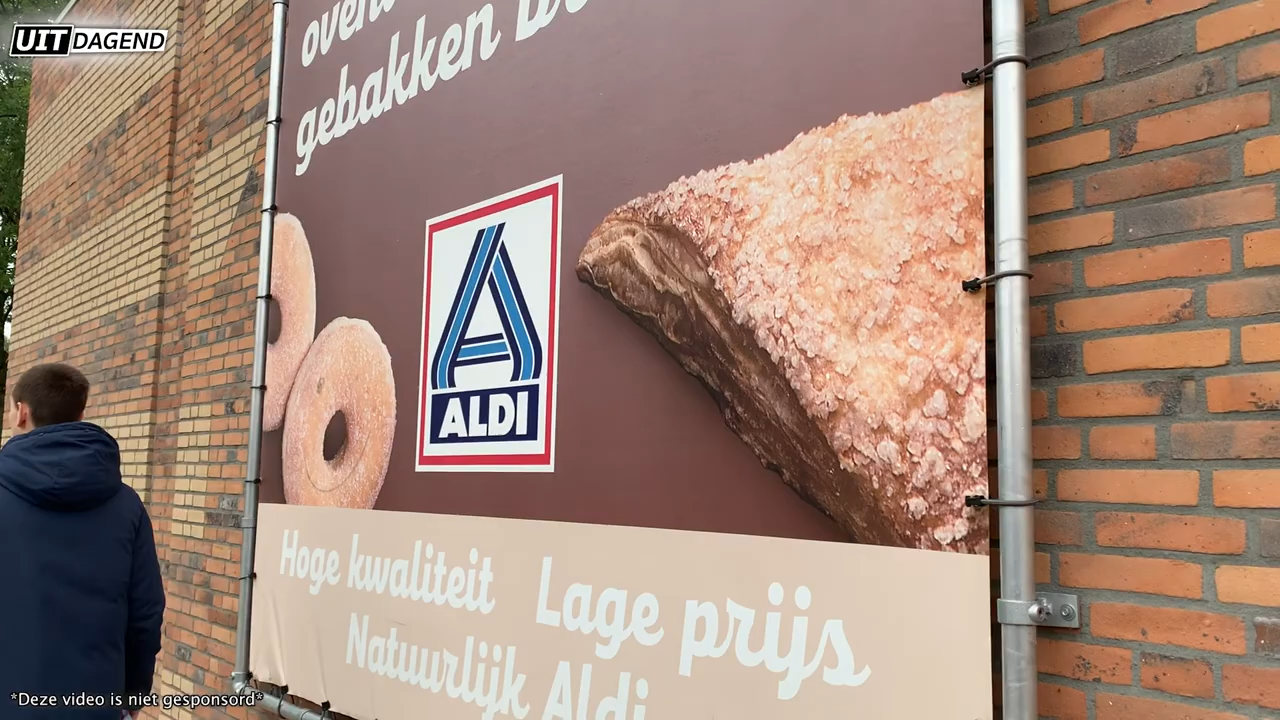 UITDAGEND
gebakken
ALDI
Hoge kwaliteit Lage prijs
Natuurlijk Aldi
*Deze video is niet gesponsord*